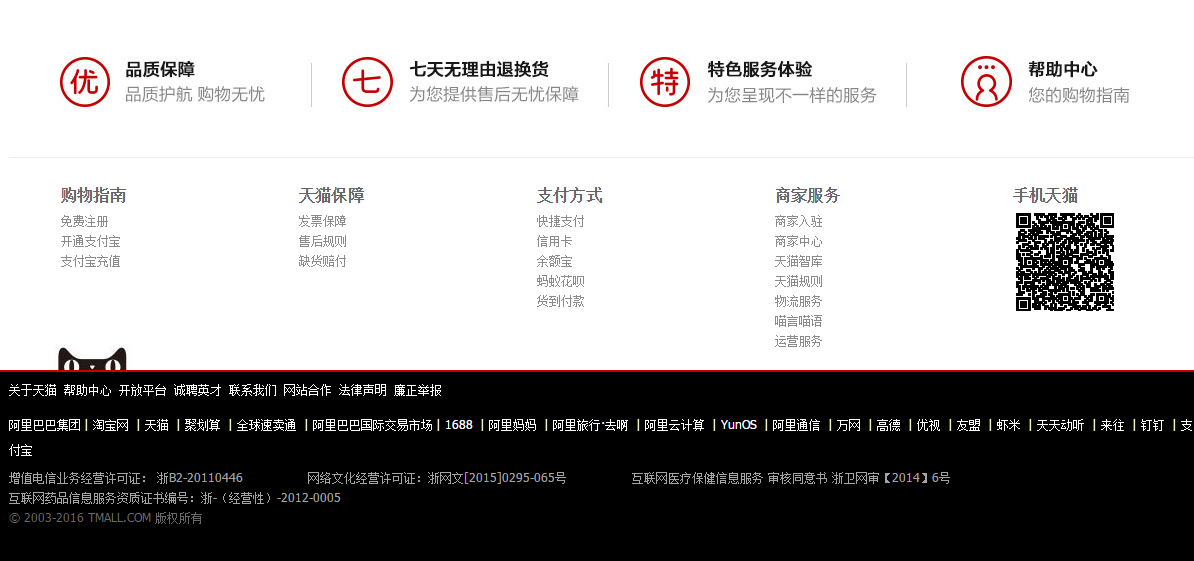 优 品质保障 七 七天无理由退换货 特 特色服务体验 帮助中心
品质护航 购物无忧 为您提供售后无忧保障 为您呈现不一样的服务 您的购物指南
购物指南 天猫保障 支付方式 商家服务 手机天猫
免费注册 发票保障 快捷支付 商家入驻
开通支付宝 售后规则 信用卡 商家中心
支付宝充值 缺货赔付 余额宝 天猫智库
蚂蚁花呗 天猫规则
货到付款 物流服务
喵言喵语
运营服务
关于天猫 帮助中心 开放平台 诚聘英才 联系我们 网站合作 法律声明 廉正举报
阿里巴巴集团 | 淘宝网 | 天猫 | 聚划算 | 全球速卖通 | 阿里巴巴国际交易市场 | 1688 | 阿里妈妈 | 阿里旅行·去啊 | 阿里云计算 | YunOS | 阿里通信 | 万网 | 高德 | 优视 | 友盟 | 虾米 | 天天动听 | 来往 | 钉钉 | 支
付宝
增值电信业务经营许可证： 浙B2-20110446 网络文化经营许可证：浙网文[2015]0295-065号 互联网医疗保健信息服务 审核同意书 浙卫网审【2014】6号
互联网药品信息服务资质证书编号：浙-（经营性）-2012-0005
© 2003-2016 TMALL.COM 版权所有